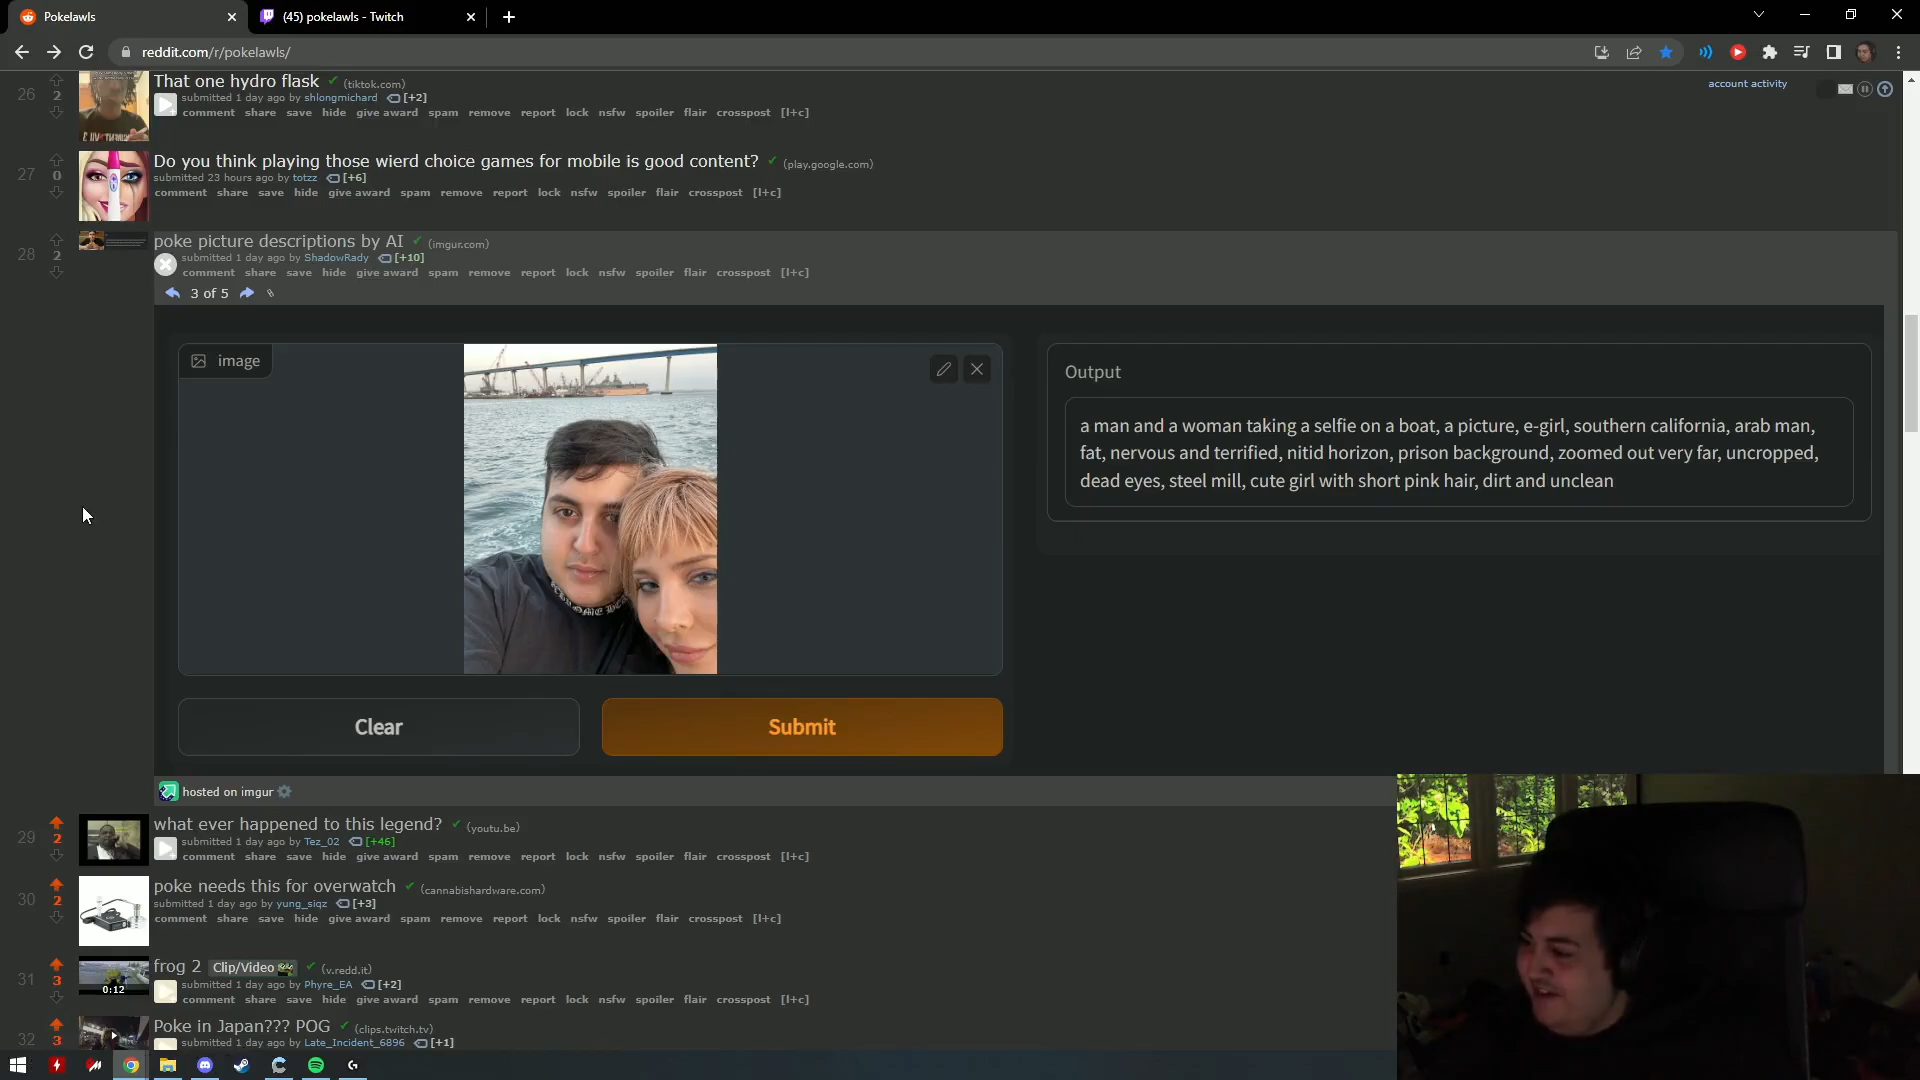 Pokelawls
(45) pokelawls - Twitch
reddit.com/r/pokelawls/
account activity
26
2
That one hydro flask ✔ (tiktok.com)
submitted 1 day ago by shlongmichard [+2]
comment share save hide give award spam remove report lock nsfw spoiler flair crosspost [l+c]
27
0
Do you think playing those wierd choice games for mobile is good content? ✔ (play.google.com)
submitted 23 hours ago by totzz [+6]
comment share save hide give award spam remove report lock nsfw spoiler flair crosspost [l+c]
28
2
poke picture descriptions by AI ✔ (imgur.com)
submitted 1 day ago by ShadowRady [+10]
comment share save hide give award spam remove report lock nsfw spoiler flair crosspost [l+c]
3 of 5
image
Output
a man and a woman taking a selfie on a boat, a picture, e-girl, southern california, arab man,
fat, nervous and terrified, nitid horizon, prison background, zoomed out very far, uncropped,
dead eyes, steel mill, cute girl with short pink hair, dirt and unclean
Clear
Submit
hosted on imgur
29
2
what ever happened to this legend? ✔ (youtu.be)
submitted 1 day ago by Tez_02 [+46]
comment share save hide give award spam remove report lock nsfw spoiler flair crosspost [l+c]
30
2
poke needs this for overwatch ✔ (cannabishardware.com)
submitted 1 day ago by yung_siqz [+3]
comment share save hide give award spam remove report lock nsfw spoiler flair crosspost [l+c]
31
3
0:12
frog 2 Clip/Video ✔ (v.redd.it)
submitted 1 day ago by Phyre_EA [+2]
comment share save hide give award spam remove report lock nsfw spoiler flair crosspost [l+c]
32
3
Poke in Japan??? POG ✔ (clips.twitch.tv)
submitted 1 day ago by Late_Incident_6896 [+1]